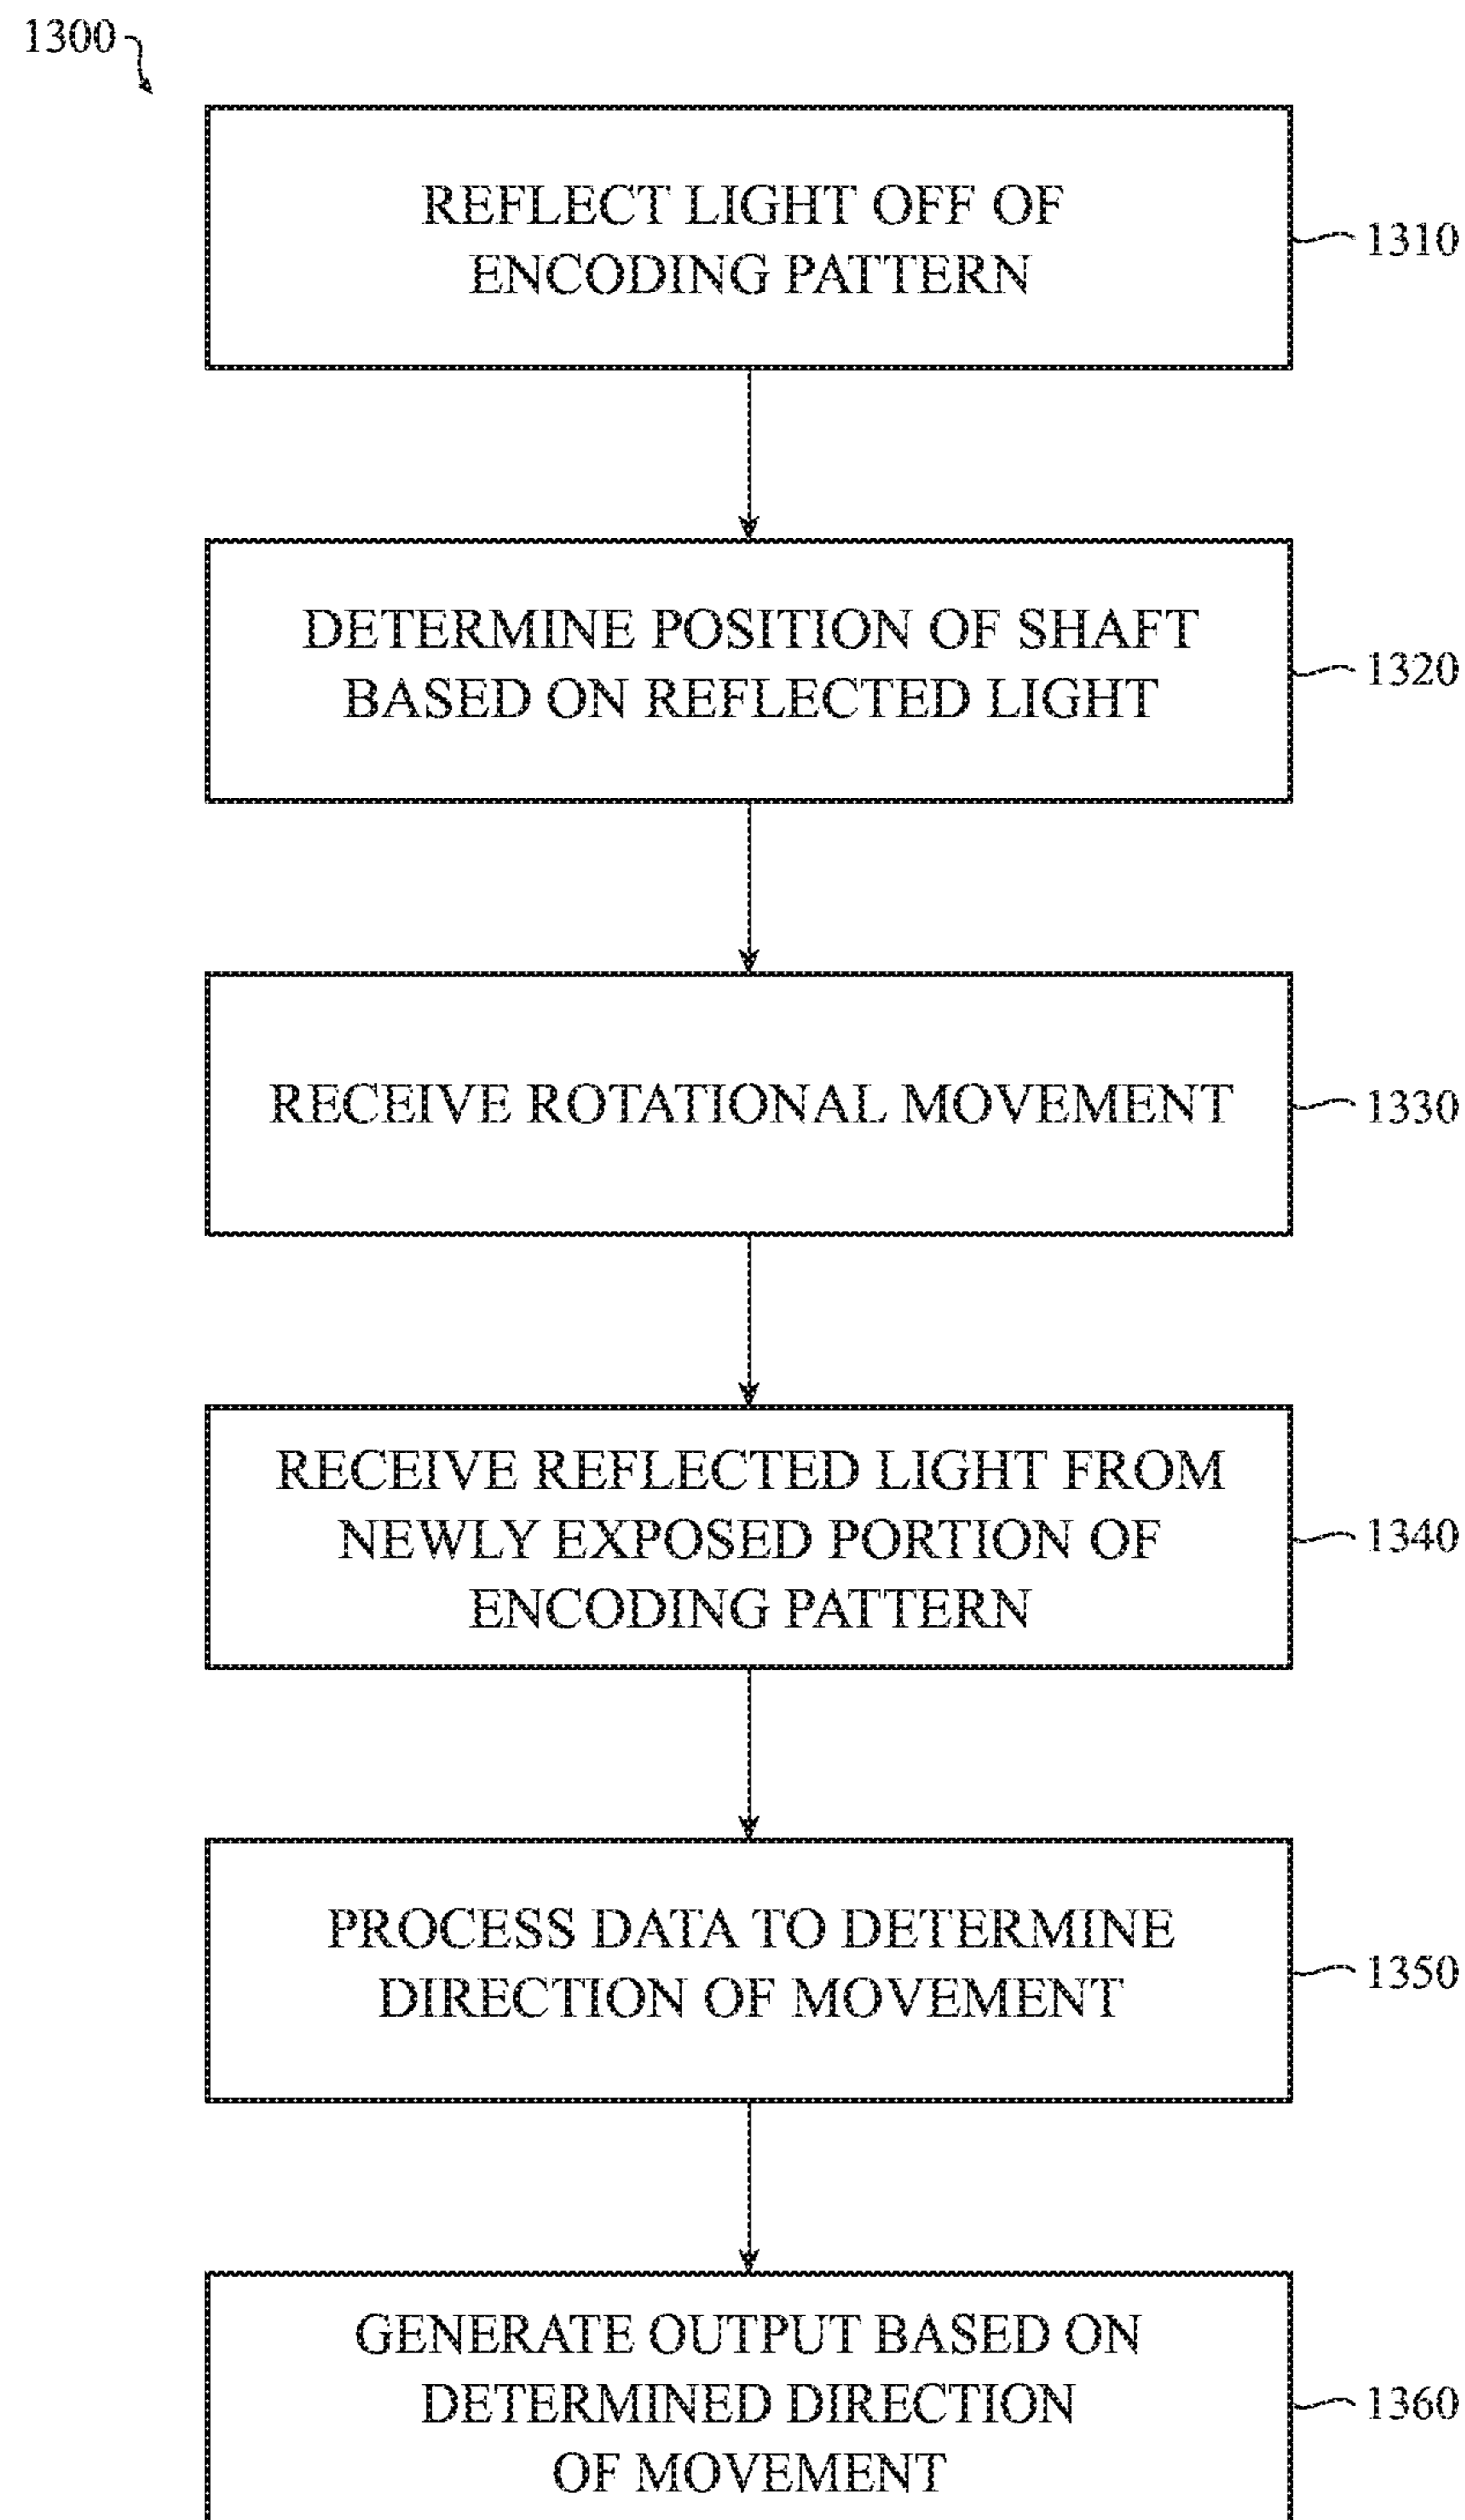 1300
REFLECT LIGHT OFF OF
ENCODING PATTERN
1310
DETERMINE POSITION OF SHAFT
BASED ON REFLECTED LIGHT
1320
RECEIVE ROTATIONAL MOVEMENT
1330
RECEIVE REFLECTED LIGHT FROM
NEWLY EXPOSED PORTION OF
ENCODING PATTERN
1340
PROCESS DATA TO DETERMINE
DIRECTION OF MOVEMENT
1350
GENERATE OUTPUT BASED ON
DETERMINED DIRECTION
OF MOVEMENT
1360